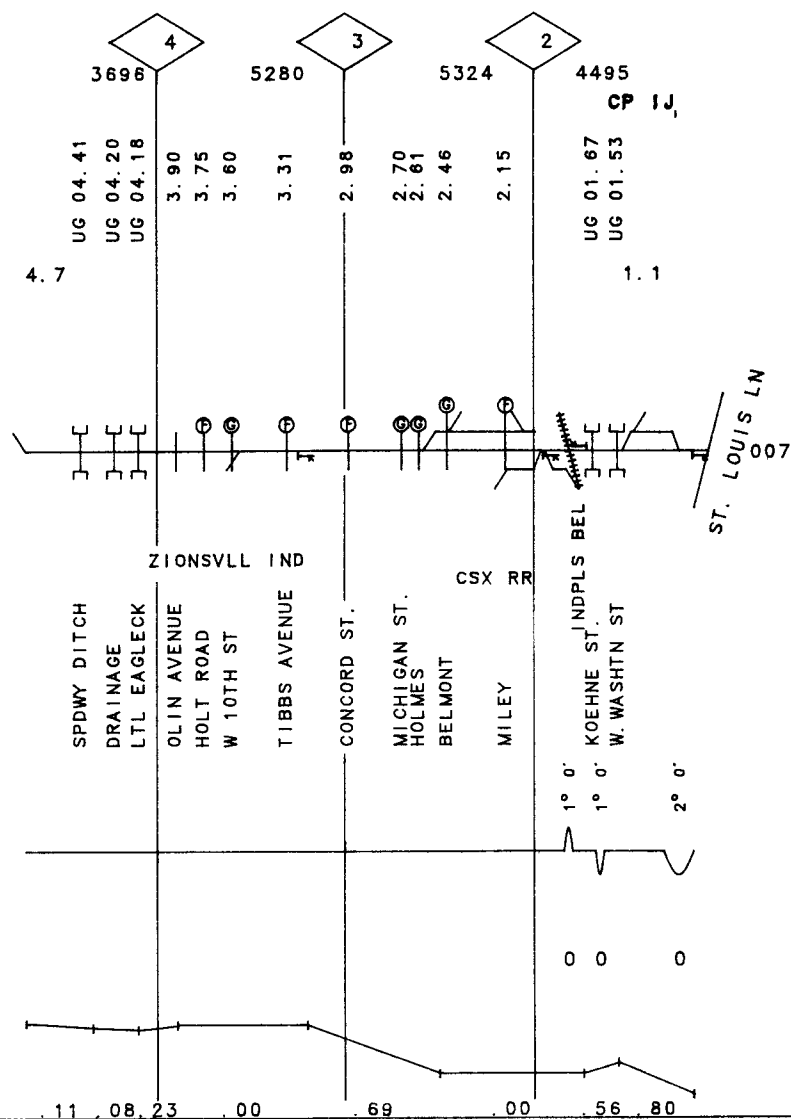 4
3
2
3696
5280
5324
4495
CP IJ
UG 04.41
UG 04.20
UG 04.18
3.90
3.75
3.60
3.31
2.98
2.70
2.61
2.46
2.15
UG 01.67
UG 01.53
4.7
1.1
F
G
F
F
G
G
G
F
ST. LOUIS LN
007
ZIONSVLL IND
CSX RR
INDPLS BEL
SPDWY DITCH
DRAINAGE
LTL EAGLECK
OLIN AVENUE
HOLT ROAD
W 10TH ST
TIBBS AVENUE
CONCORD ST.
MICHIGAN ST.
HOLMES
BELMONT
MILEY
KOEHNE ST.
W. WASHTN ST
1° 0'
1° 0'
2° 0'
0
0
0
.11 .08 .23 .00 .69 .00 .56 .80